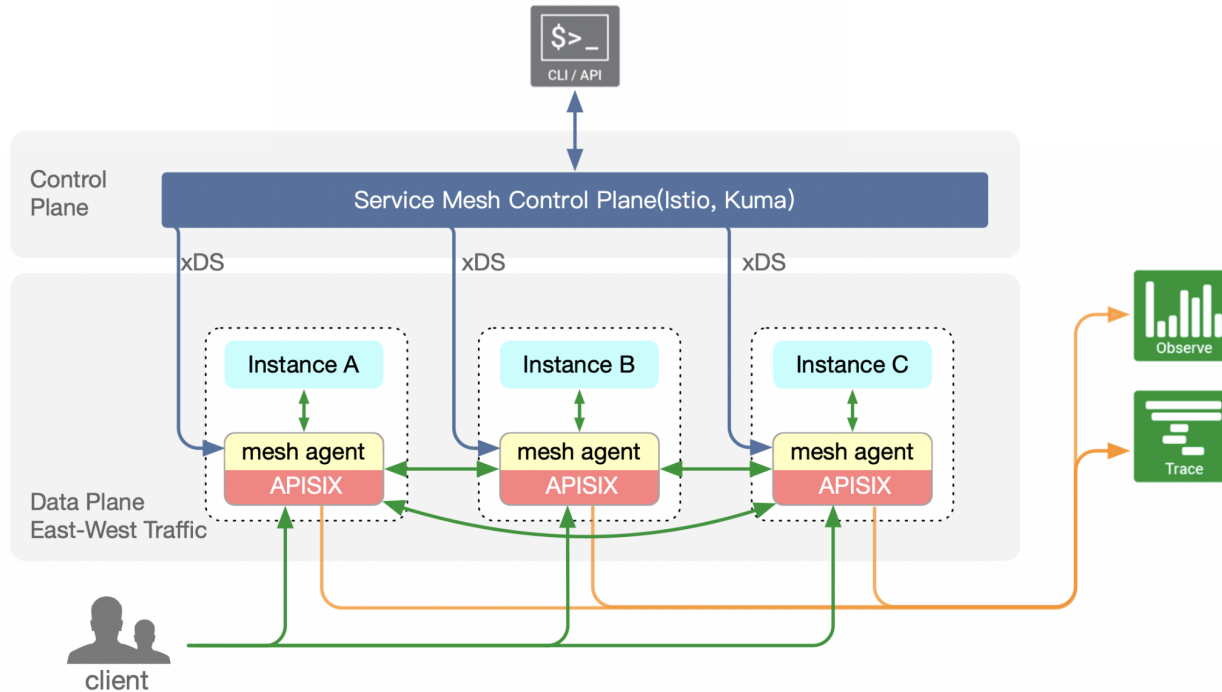 $>_
CLI / API
Control
Plane
Service Mesh Control Plane(Istio, Kuma)
xDS
xDS
xDS
Instance A
Instance B
Instance C
mesh agent
mesh agent
mesh agent
APISIX
APISIX
APISIX
Data Plane
East-West Traffic
Observe
Trace
client